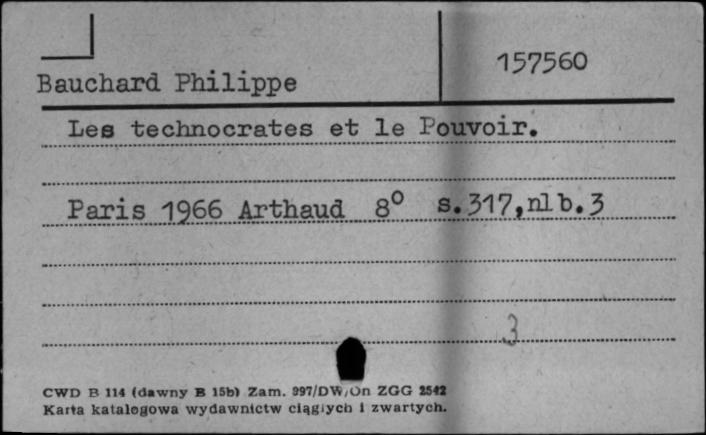 157560
Bauchard Philippe
Les technocrates et le Pouvoir.
Paris 1966 Arthaud 8º s.317,nlb.3
3
CWD B 114 (dawny B 15b) Zam. 997/DW/On ZGG 2542
Karta katalogowa wydawnictw ciągłych i zwartych.